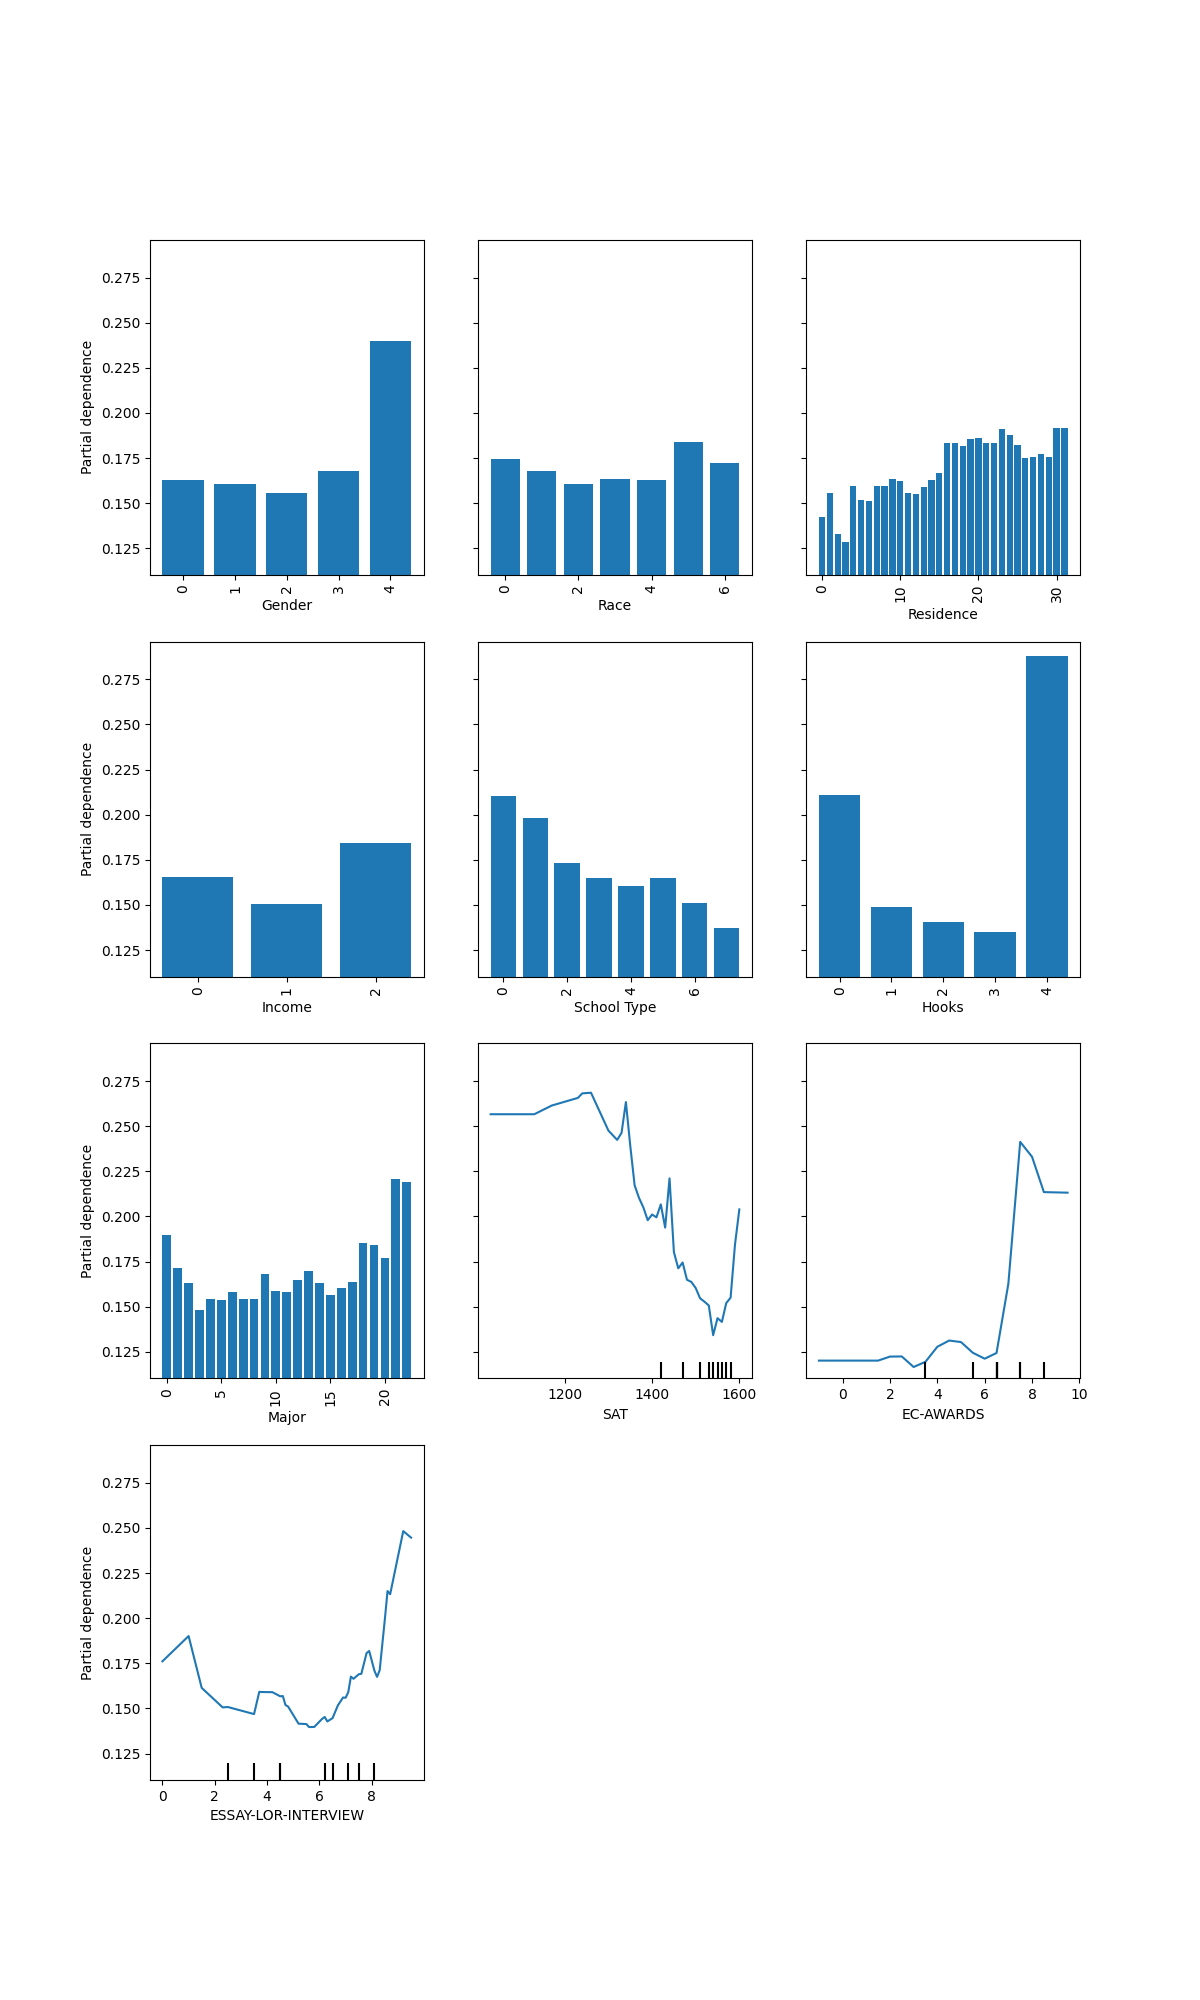 0.275
0.250
0.225
0.200
0.175
0.150
0.125
Partial dependence
0 1 2 3 4
Gender
0 2 4 6
Race
0 10 20 30
Residence
0.275
0.250
0.225
0.200
0.175
0.150
0.125
Partial dependence
0 1 2
Income
0 2 4 6
School Type
0 1 2 3 4
Hooks
0.275
0.250
0.225
0.200
0.175
0.150
0.125
Partial dependence
0 5 10 15 20
Major
1200 1400 1600
SAT
0 2 4 6 8 10
EC-AWARDS
0.275
0.250
0.225
0.200
0.175
0.150
0.125
Partial dependence
0 2 4 6 8
ESSAY-LOR-INTERVIEW